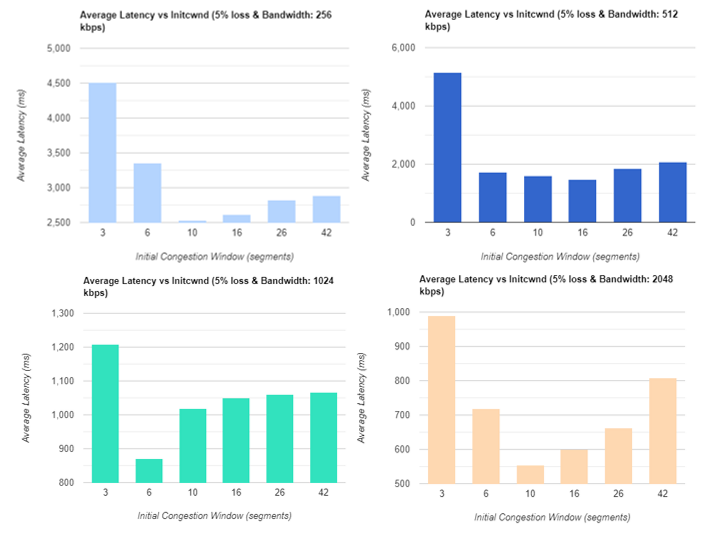 Average Latency vs Initcwnd (5% loss & Bandwidth: 256
kbps)
5,000
4,500
4,000
3,500
3,000
2,500
Average Latency (ms)
3 6 10 16 26 42
Initial Congestion Window (segments)
Average Latency vs Initcwnd (5% loss & Bandwidth: 512
kbps)
6,000
4,000
2,000
0
Average Latency (ms)
3 6 10 16 26 42
Initial Congestion Window (segments)
Average Latency vs Initcwnd (5% loss & Bandwidth: 1024
kbps)
1,300
1,200
1,100
1,000
900
800
Average Latency (ms)
3 6 10 16 26 42
Initial Congestion Window (segments)
Average Latency vs Initcwnd (5% loss & Bandwidth: 2048
kbps)
1,000
900
800
700
600
500
Average Latency (ms)
3 6 10 16 26 42
Initial Congestion Window (segments)